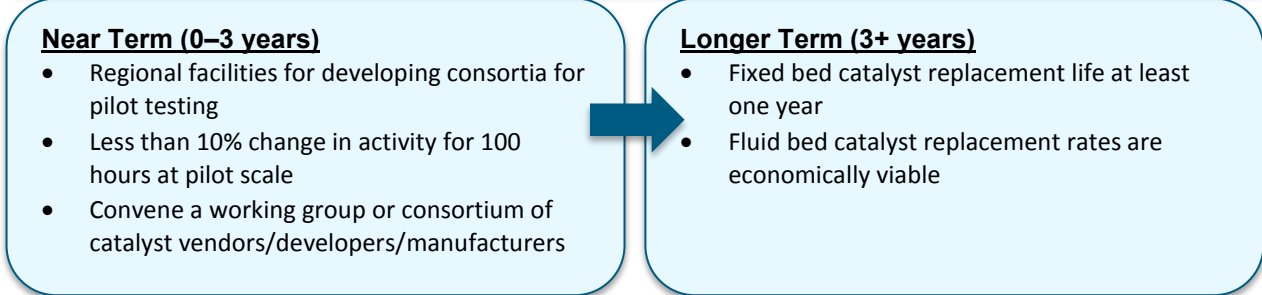 Near Term (0–3 years)
• Regional facilities for developing consortia for
pilot testing
• Less than 10% change in activity for 100
hours at pilot scale
• Convene a working group or consortium of
catalyst vendors/developers/manufacturers
Longer Term (3+ years)
• Fixed bed catalyst replacement life at least
one year
• Fluid bed catalyst replacement rates are
economically viable